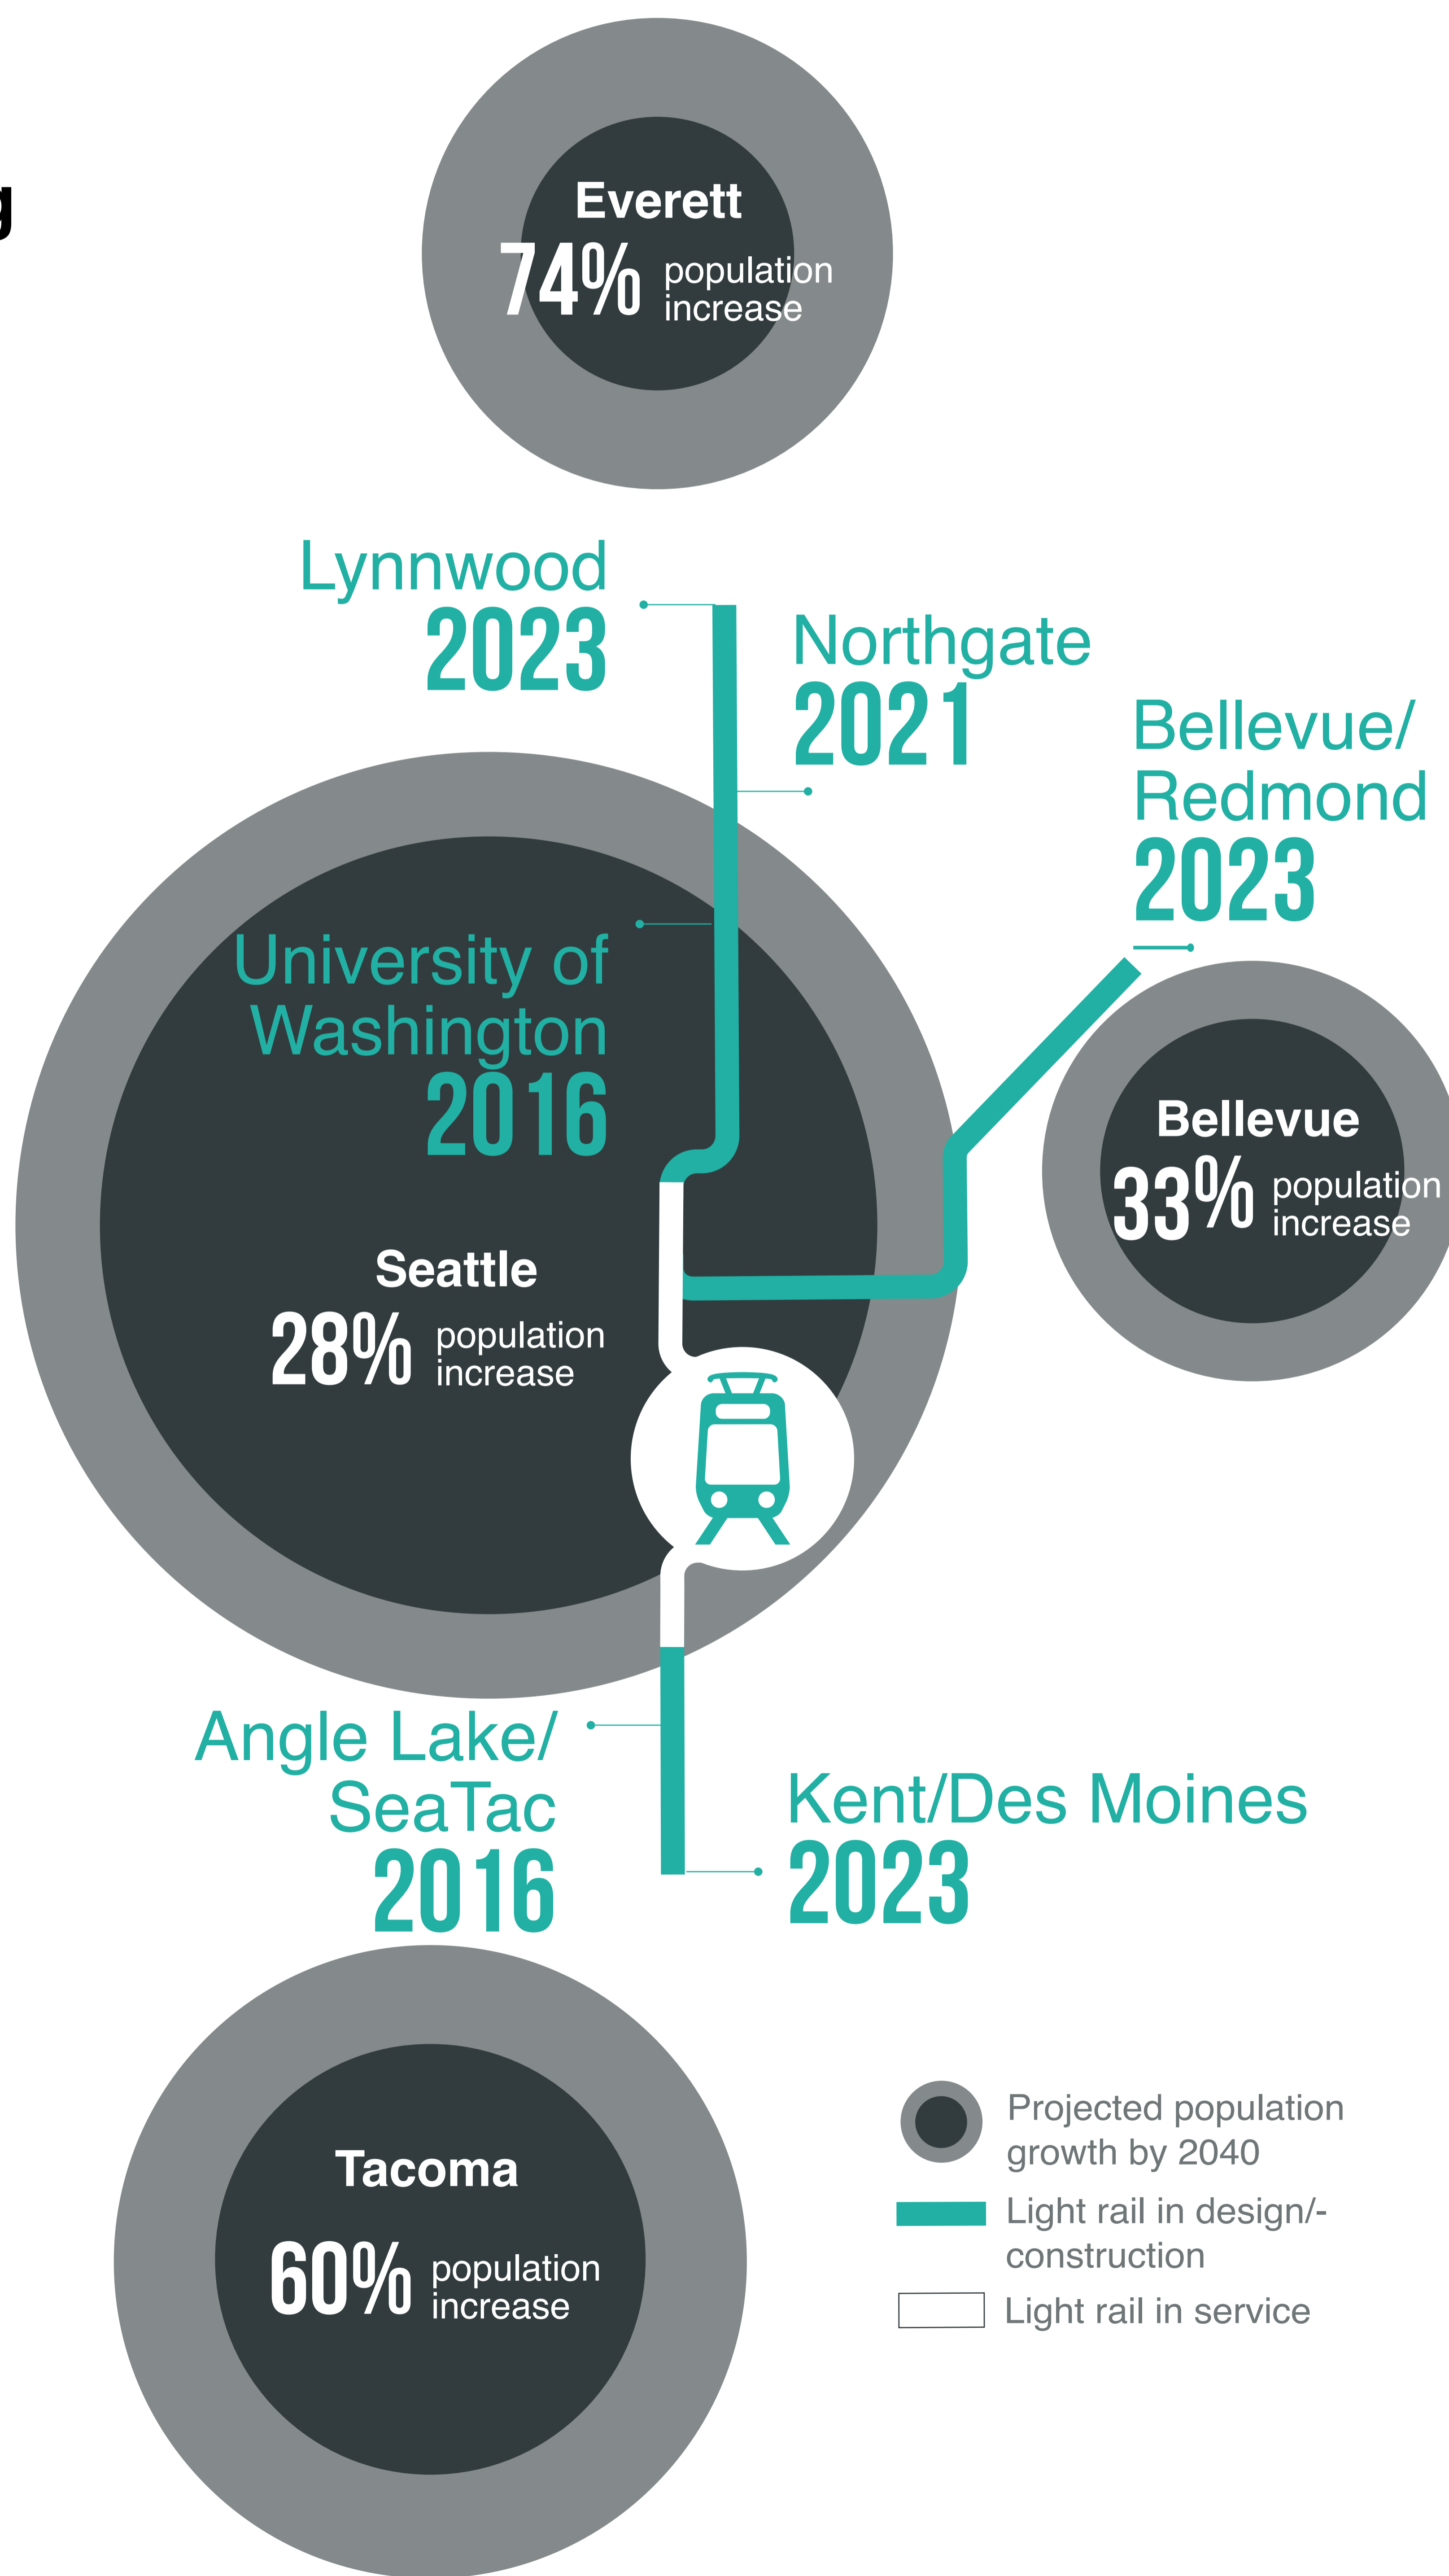 g
Everett
74% population
increase
Lynnwood
2023
Northgate
2021
Bellevue/
Redmond
2023
University of
Washington
2016
Bellevue
33% population
increase
Seattle
28% population
increase
Angle Lake/
SeaTac
2016
Kent/Des Moines
2023
Tacoma
60% population
increase
Projected population
growth by 2040
Light rail in design/-
construction
Light rail in service